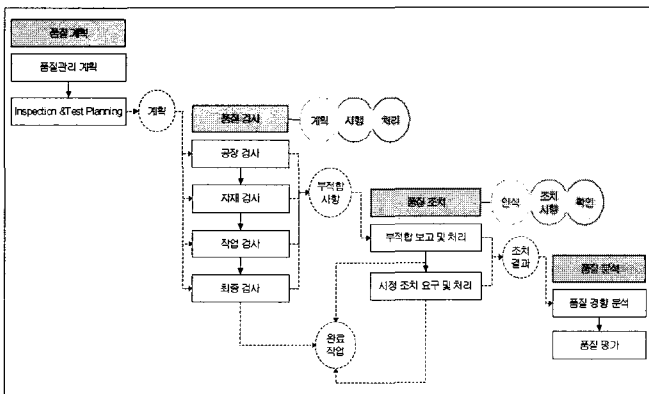 품질 계획
품질관리 계획
Inspection &Test Planning
계획
품질 검사
계획
시행
처리
공장 검사
자재 검사
작업 검사
최종 검사
부적합
사항
품질 조치
인식
조치
시행
확인
부적합 보고 및 처리
시정 조치 요구 및 처리
조치
결과
품질 분석
품질 경향 분석
품질 평가
완료
작업